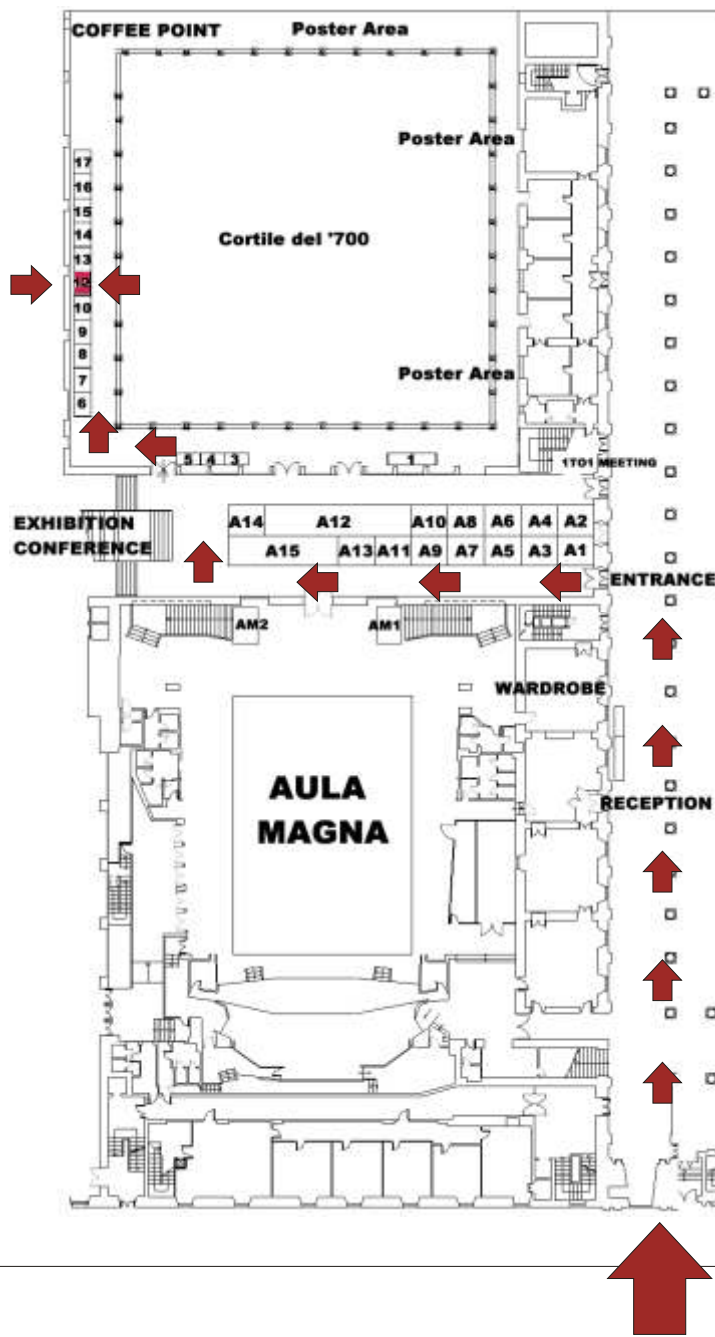 COFFEE POINT
Poster Area
Poster Area
17
16
15
14
13
12
10
9
8
7
6
Cortile del '700
Poster Area
5 4 3
1
1TO1 MEETING
EXHIBITION
CONFERENCE
A14 A12 A10 A8 A6 A4 A2
A15 A13 A11 A9 A7 A5 A3 A1
ENTRANCE
AM2
AM1
WARDROBE
RECEPTION
AULA
MAGNA